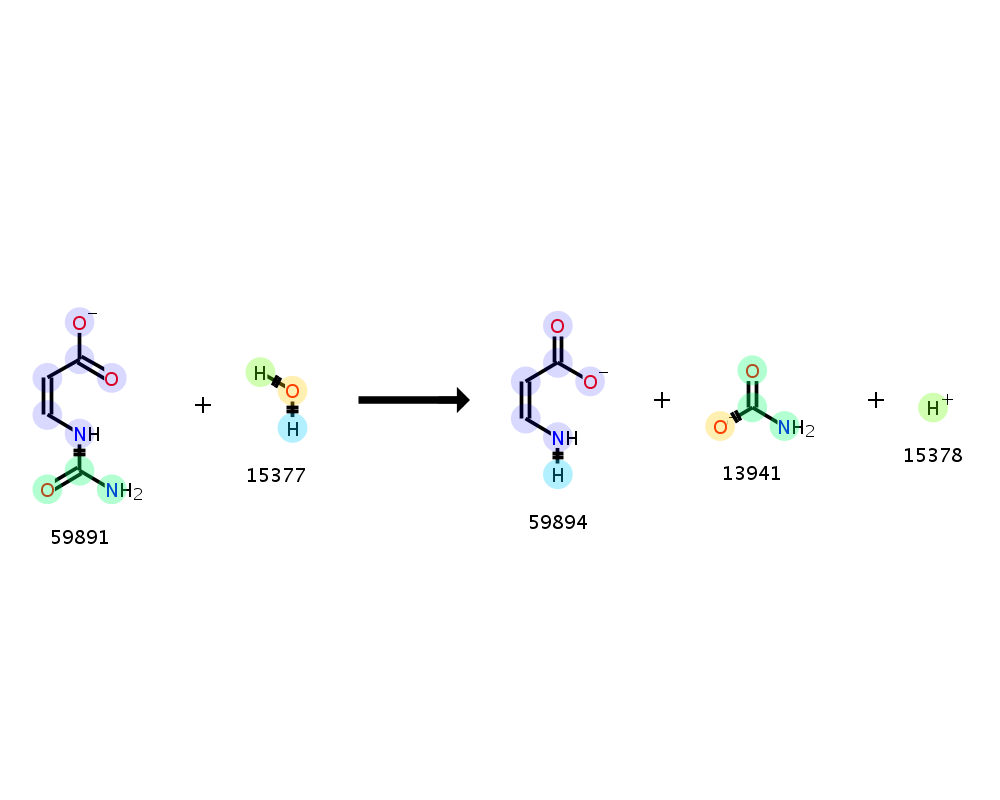 O⁻
O
NH
O NH₂
59891
+
H O
H
15377
+
O
O⁻
NH
H
59894
+
O
O⁻ NH₂
13941
+
H⁺
15378